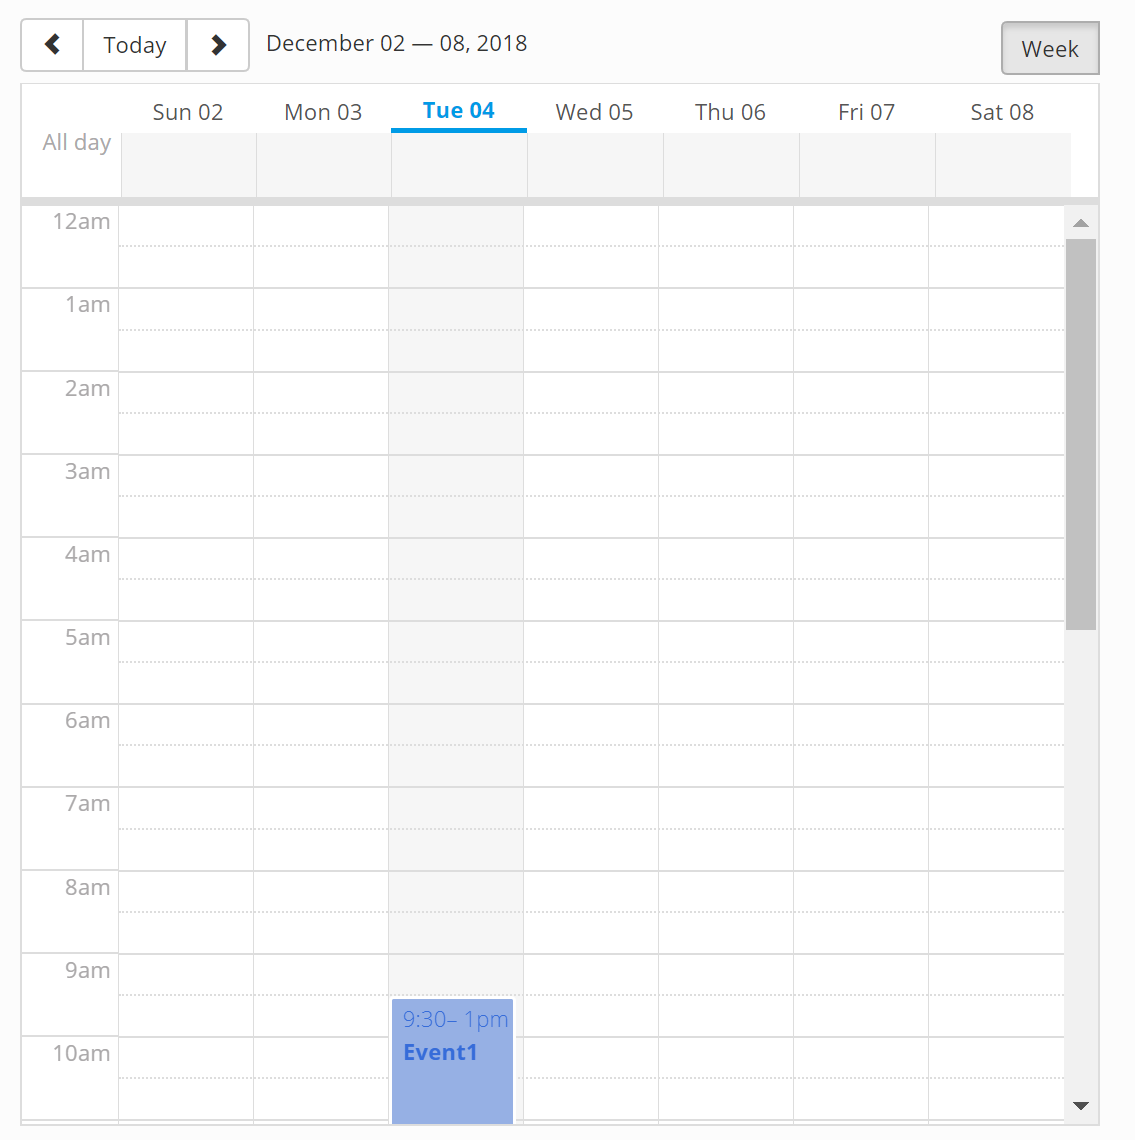 Today
December 02 — 08, 2018
Week
Sun 02
Mon 03
Tue 04
Wed 05
Thu 06
Fri 07
Sat 08
All day
12am
1am
2am
3am
4am
5am
6am
7am
8am
9am
9:30– 1pm
Event1
10am